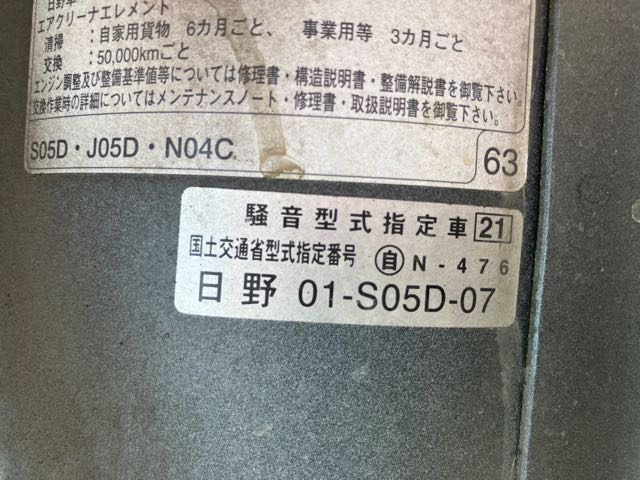 日野
エアクリーナエレメント
清掃 : 自家用貨物 6カ月ごと、 事業用等 3カ月ごと
交換 : 50,000kmごと
エンジン調整及び整備基準値等については修理書・構造説明書・整備解説書を御覧下さい。
交換作業時の詳細についてはメンテナンスノート・修理書・取扱説明書を御覧下さい。
S05D・J05D・N04C
63
騒音型式指定車 21
国土交通省型式指定番号 自 N-476
日野 01-S05D-07